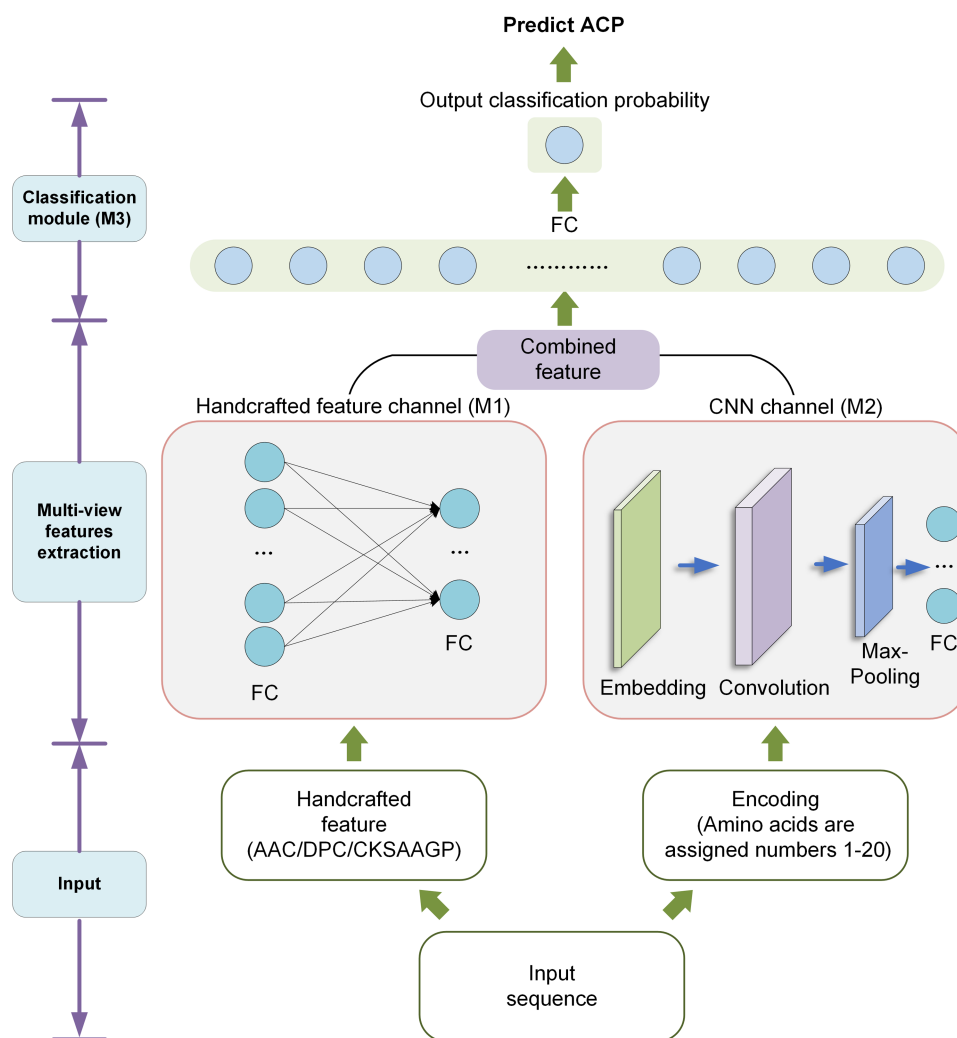 Predict ACP
Output classification probability
Classification
module (M3)
FC
…………
Combined
feature
Handcrafted feature channel (M1)
CNN channel (M2)
Multi-view
features
extraction
...
...
...
FC
FC
Embedding
Convolution
Max-
Pooling
FC
Handcrafted
feature
(AAC/DPC/CKSAAGP)
Encoding
(Amino acids are
assigned numbers 1-20)
Input
Input
sequence